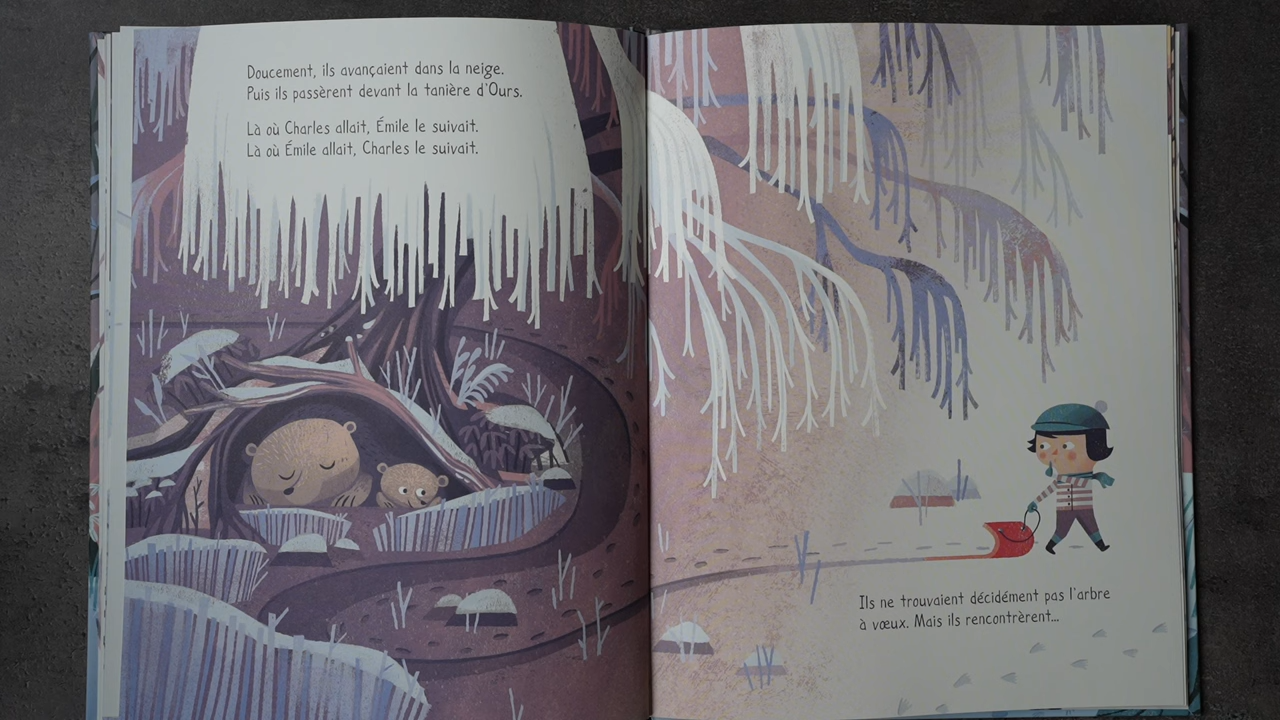 Doucement, ils avançaient dans la neige.
Puis ils passèrent devant la tanière d'Ours.
Là où Charles allait, Émile le suivait.
Là où Émile allait, Charles le suivait.
Ils ne trouvaient décidément pas l'arbre
à vœux. Mais ils rencontrèrent...